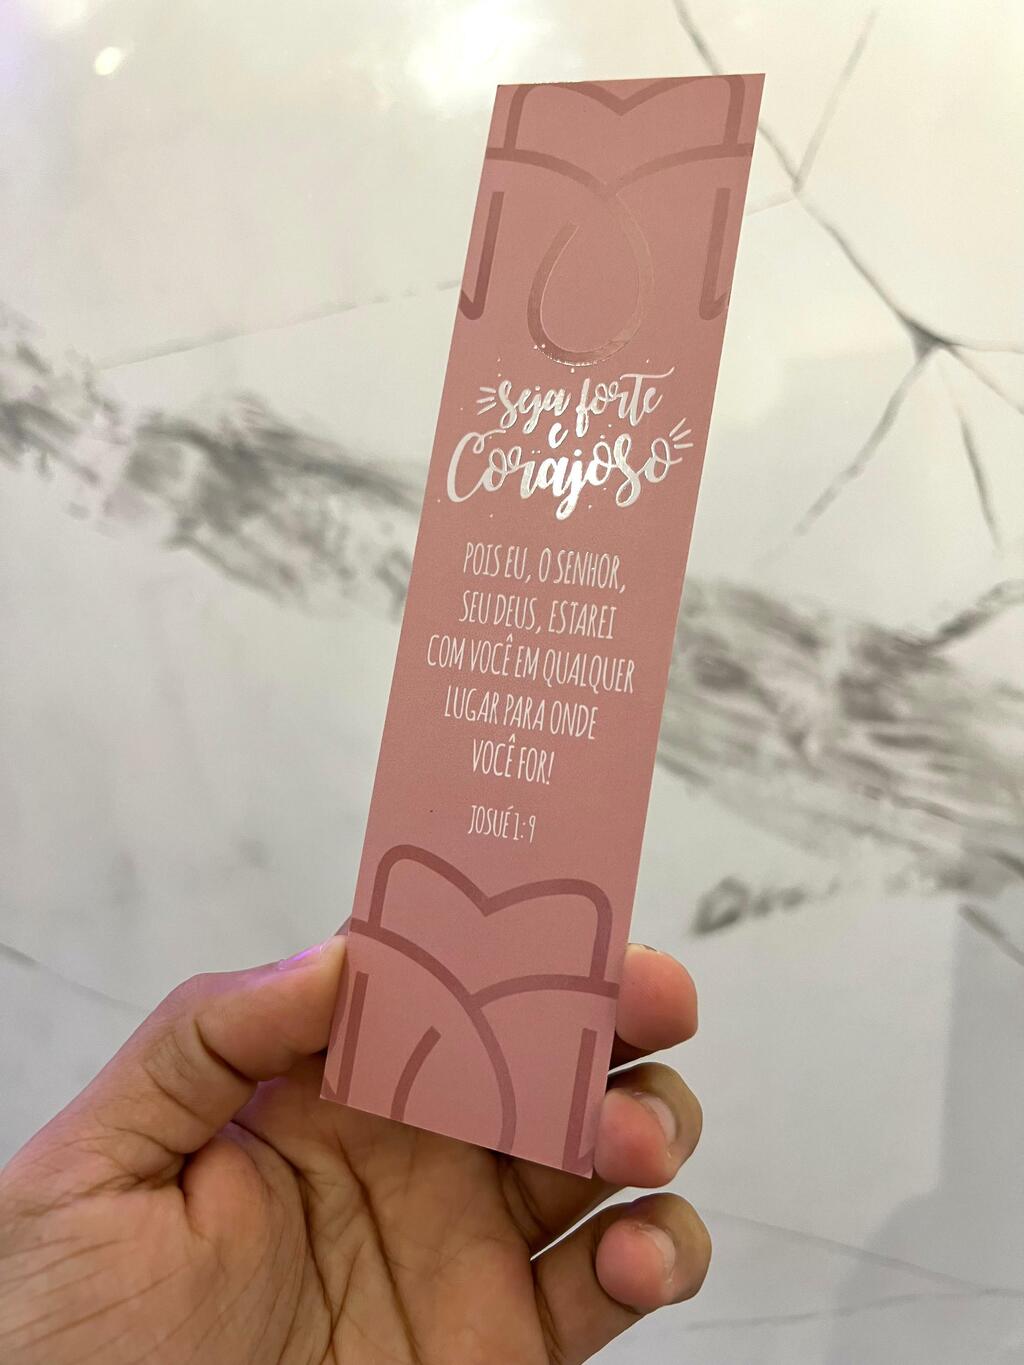 Seja forte
e
Corajoso
POIS EU, O SENHOR,
SEU DEUS, ESTAREI
COM VOCÊ EM QUALQUER
LUGAR PARA ONDE
VOCÊ FOR!
JOSUÉ 1:9